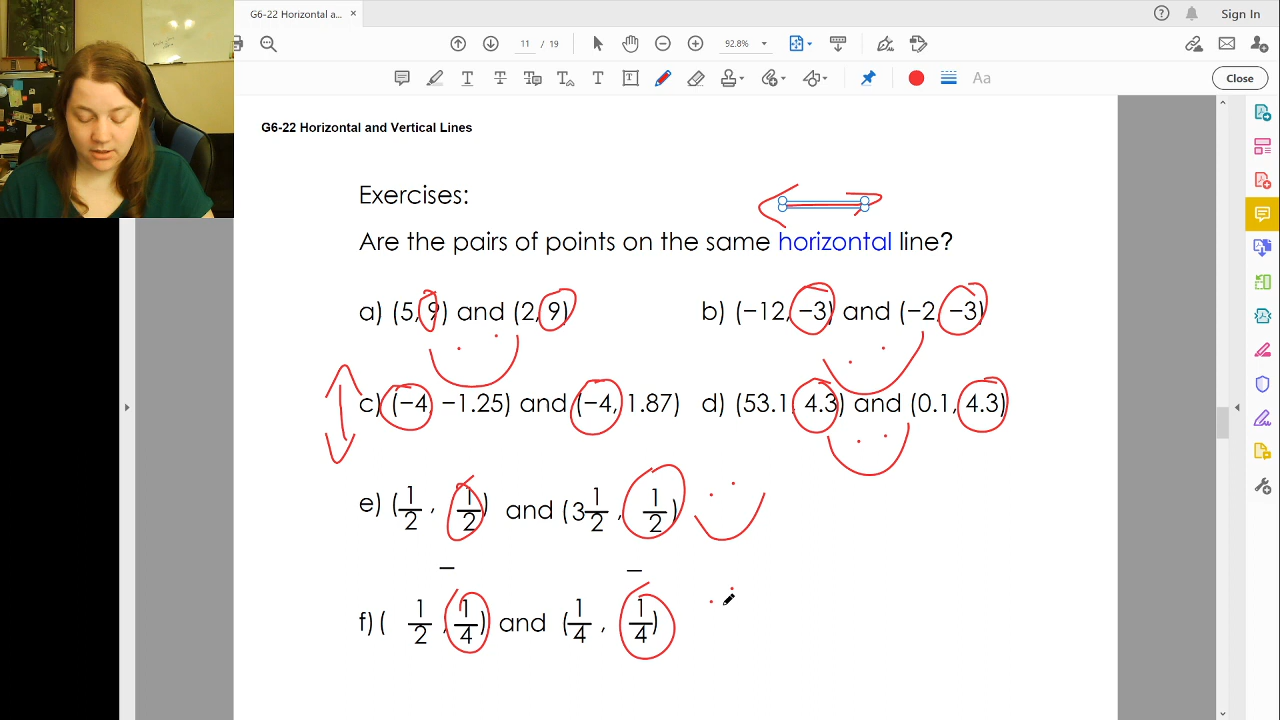 G6-22 Horizontal a... ×
? Sign In
11 / 19 92.8%
Aa Close
G6-22 Horizontal and Vertical Lines
Exercises:
Are the pairs of points on the same horizontal line?
a) (5, 9) and (2, 9) b) (−12, −3) and (−2, −3)
c) (−4, −1.25) and (−4, 1.87) d) (53.1, 4.3) and (0.1, 4.3)
e) (1/2, 1/2) and (3 1/2, 1/2)
− −
f) ( 1/2, 1/4) and (1/4, 1/4)